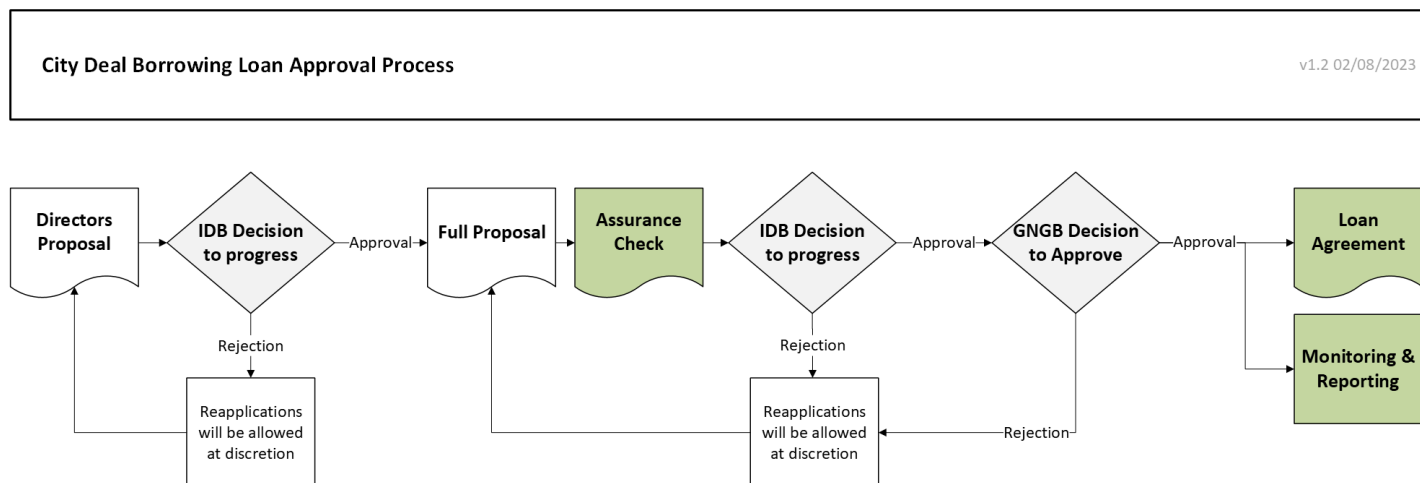 City Deal Borrowing Loan Approval Process
v1.2 02/08/2023
Directors
Proposal
IDB Decision
to progress
Approval
Full Proposal
Assurance
Check
IDB Decision
to progress
Approval
GNGB Decision
to Approve
Approval
Loan
Agreement
Rejection
Rejection
Monitoring &
Reporting
Reapplications
will be allowed
at discretion
Reapplications
will be allowed
at discretion
Rejection